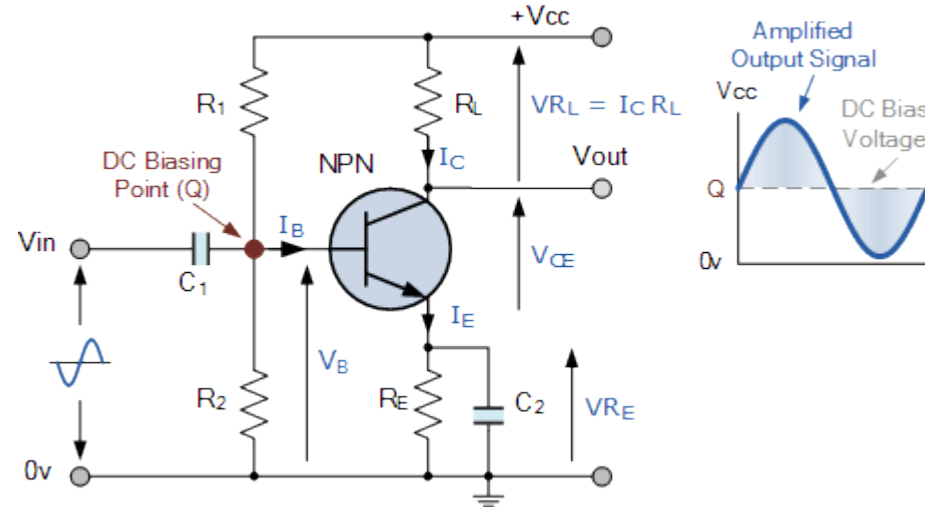 +Vcc
Amplified
Output Signal
R1
RL
VRL = IC RL
Vcc
DC Bias
Voltage
DC Biasing
Point (Q)
NPN
IC
Vout
Q
Vin
IB
C1
VCE
0v
IE
VB
R2
RE
C2
VRE
0v